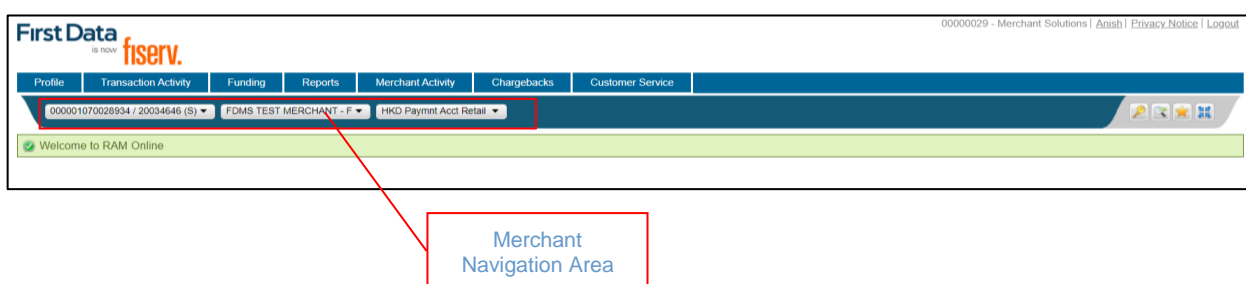 00000029 - Merchant Solutions | Anish | Privacy Notice | Logout
First Data
is now fiserv.
Profile Transaction Activity Funding Reports Merchant Activity Chargebacks Customer Service
000001070028934 / 20034646 (S) FDMS TEST MERCHANT - F HKD Paymnt Acct Retail
Welcome to RAM Online
Merchant
Navigation Area